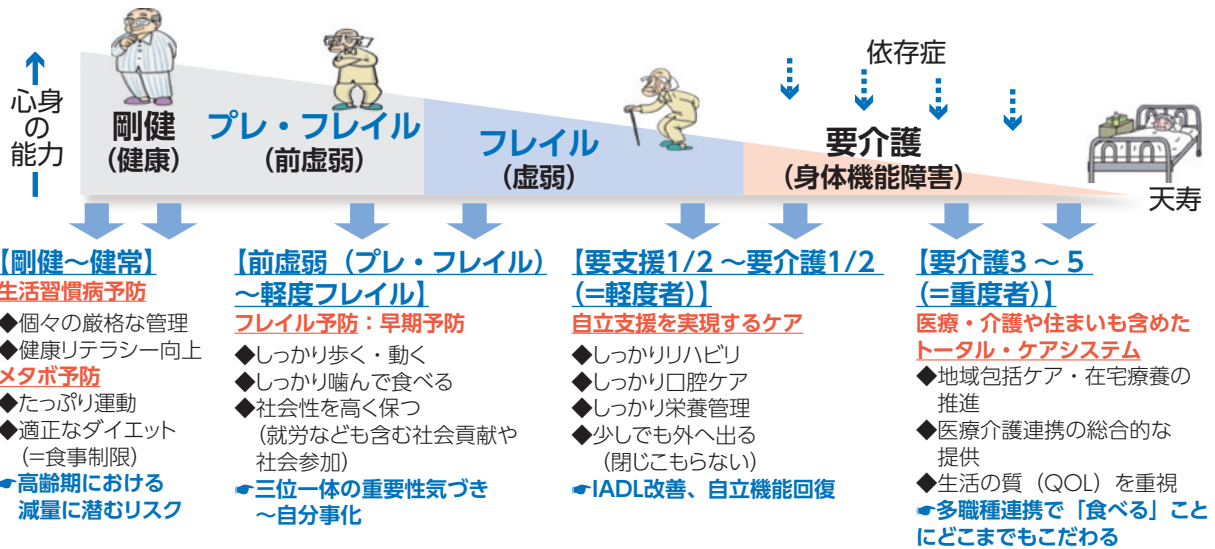 依存症
↑
心身
の
能力
剛健
(健康)
プレ・フレイル
(前虚弱)
フレイル
(虚弱)
要介護
(身体機能障害)
天寿
【剛健〜健常】
生活習慣病予防
◆個々の厳格な管理
◆健康リテラシー向上
メタボ予防
◆たっぷり運動
◆適正なダイエット
(=食事制限)
☛高齢期における
減量に潜むリスク
【前虚弱(プレ・フレイル)
〜軽度フレイル】
フレイル予防:早期予防
◆しっかり歩く・動く
◆しっかり噛んで食べる
◆社会性を高く保つ
(就労なども含む社会貢献や
社会参加)
☛三位一体の重要性気づき
〜自分事化
【要支援1/2 〜要介護1/2
(=軽度者)】
自立支援を実現するケア
◆しっかりリハビリ
◆しっかり口腔ケア
◆しっかり栄養管理
◆少しでも外へ出る
(閉じこもらない)
☛IADL改善、自立機能回復
【要介護3 〜 5
(=重度者)】
医療・介護や住まいも含めた
トータル・ケアシステム
◆地域包括ケア・在宅療養の
推進
◆医療介護連携の総合的な
提供
◆生活の質(QOL)を重視
☛多職種連携で「食べる」こと
にどこまでもこだわる